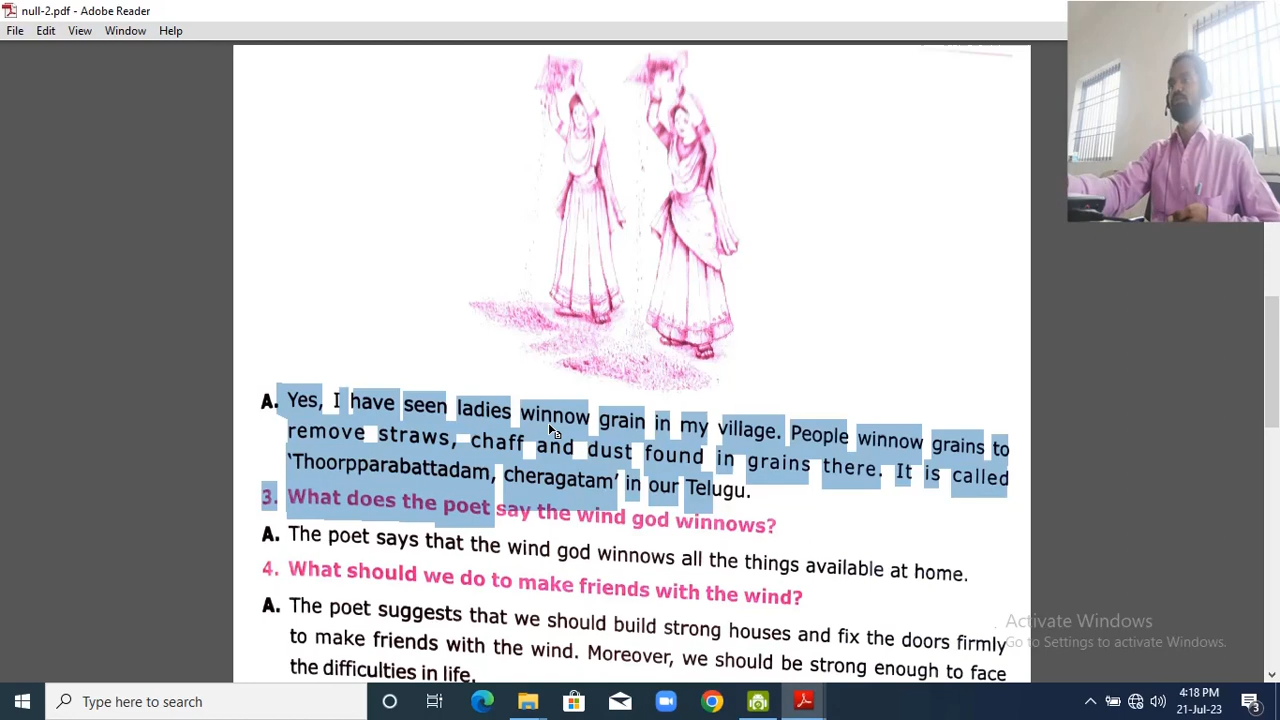 null-2.pdf - Adobe Reader
File Edit View Window Help
A. Yes, I have seen ladies winnow grain in my village. People winnow grains to
remove straws, chaff and dust found in grains there. It is called
‘Thoorpparabattadam, cheragatam’ in our Telugu.
3. What does the poet say the wind god winnows?
A. The poet says that the wind god winnows all the things available at home.
4. What should we do to make friends with the wind?
A. The poet suggests that we should build strong houses and fix the doors firmly
to make friends with the wind. Moreover, we should be strong enough to face
the difficulties in life.
Activate Windows
Go to Settings to activate Windows.
Type here to search
4:18 PM
21-Jul-23
3